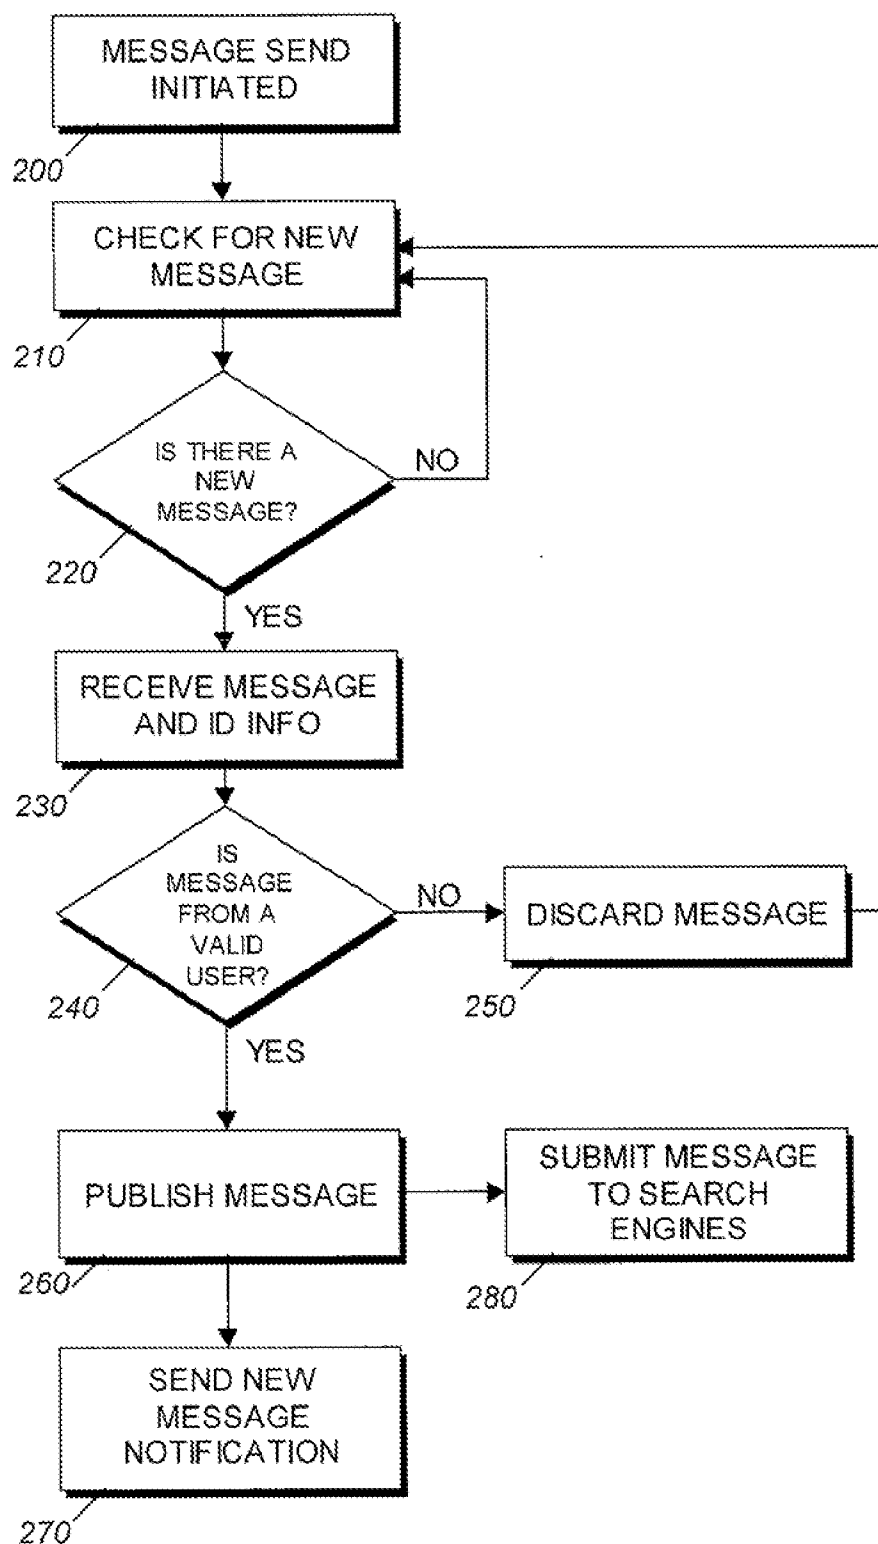 MESSAGE SEND
INITIATED
200
CHECK FOR NEW
MESSAGE
210
IS THERE A
NEW
MESSAGE?
NO
220
YES
RECEIVE MESSAGE
AND ID INFO
230
IS
MESSAGE
FROM A
VALID
USER?
NO
DISCARD MESSAGE
240
250
YES
PUBLISH MESSAGE
SUBMIT MESSAGE
TO SEARCH
ENGINES
260
280
SEND NEW
MESSAGE
NOTIFICATION
270